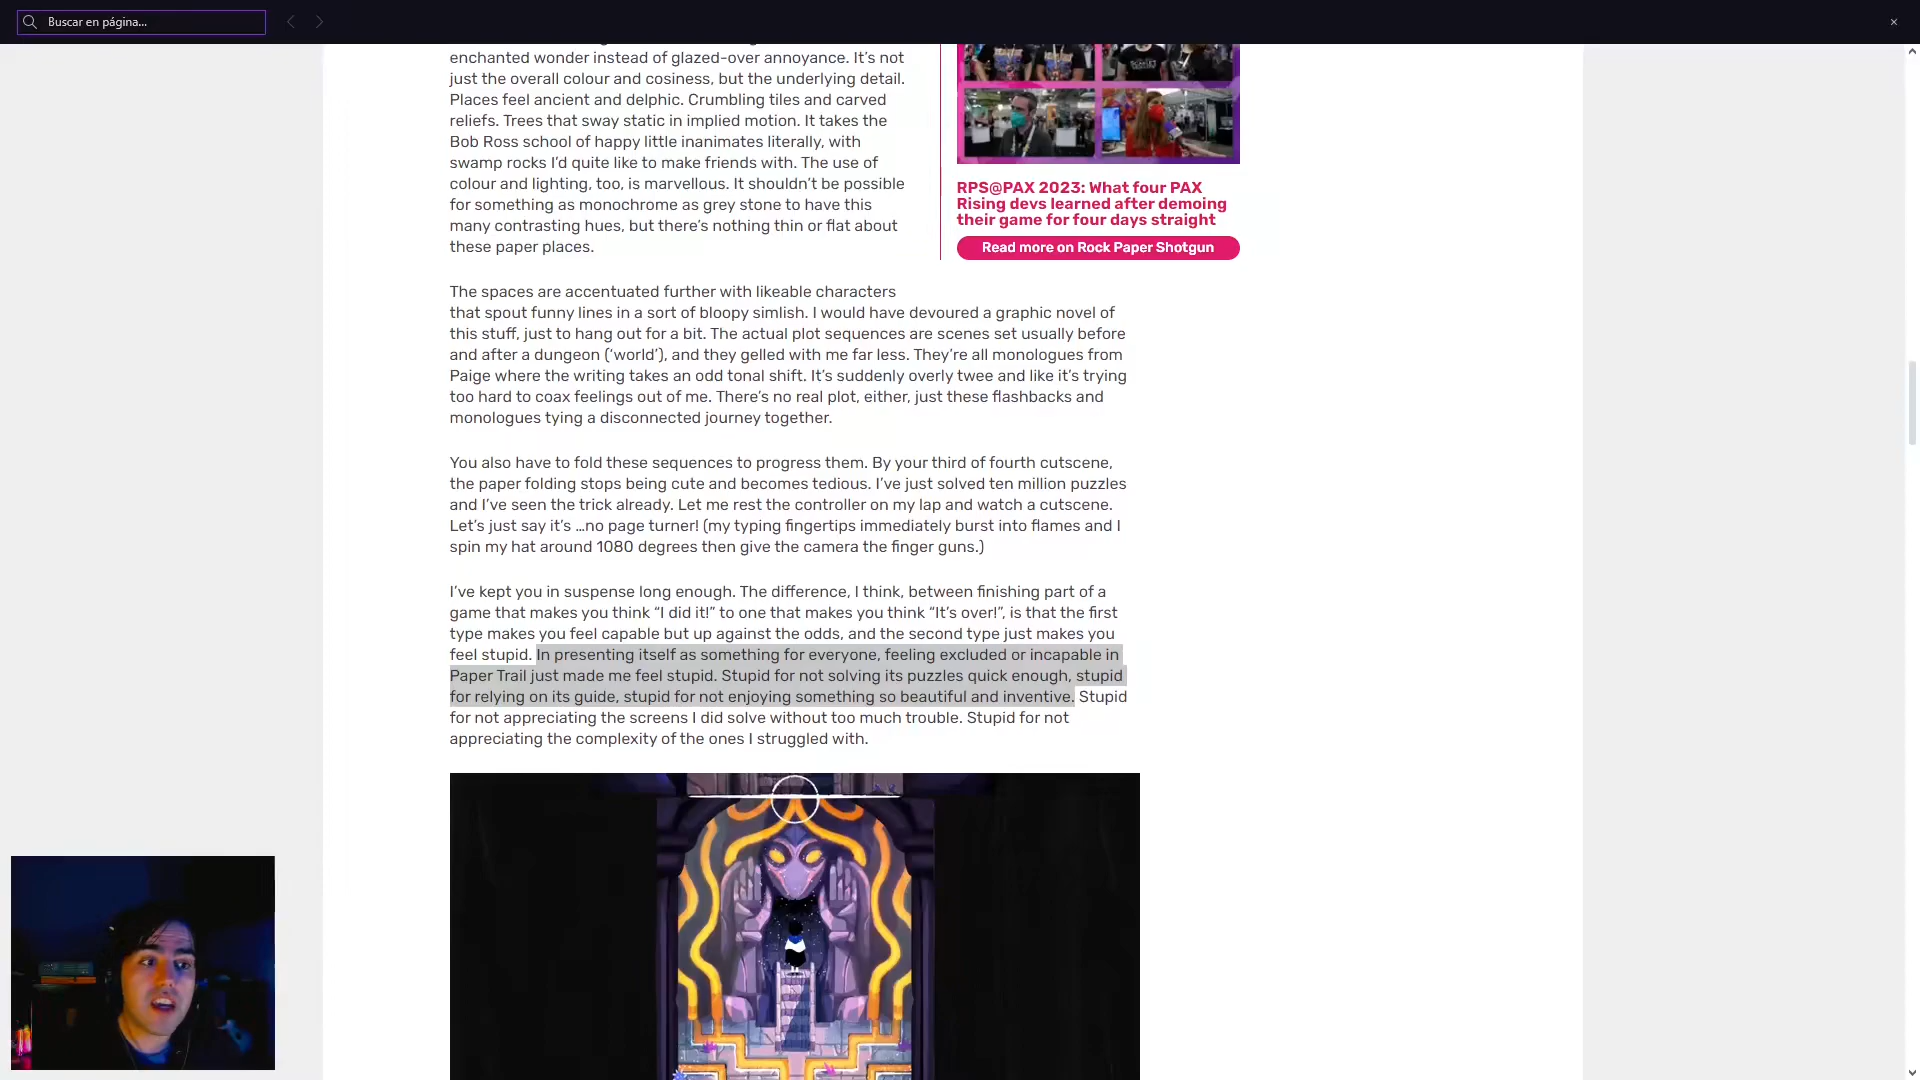 Buscar en página...
enchanted wonder instead of glazed-over annoyance. It’s not
just the overall colour and cosiness, but the underlying detail.
Places feel ancient and delphic. Crumbling tiles and carved
reliefs. Trees that sway static in implied motion. It takes the
Bob Ross school of happy little inanimates literally, with
swamp rocks I’d quite like to make friends with. The use of
colour and lighting, too, is marvellous. It shouldn’t be possible
for something as monochrome as grey stone to have this
many contrasting hues, but there’s nothing thin or flat about
these paper places.
RPS@PAX 2023: What four PAX
Rising devs learned after demoing
their game for four days straight
Read more on Rock Paper Shotgun
The spaces are accentuated further with likeable characters
that spout funny lines in a sort of bloopy simlish. I would have devoured a graphic novel of
this stuff, just to hang out for a bit. The actual plot sequences are scenes set usually before
and after a dungeon (‘world’), and they gelled with me far less. They’re all monologues from
Paige where the writing takes an odd tonal shift. It’s suddenly overly twee and like it’s trying
too hard to coax feelings out of me. There’s no real plot, either, just these flashbacks and
monologues tying a disconnected journey together.
You also have to fold these sequences to progress them. By your third of fourth cutscene,
the paper folding stops being cute and becomes tedious. I’ve just solved ten million puzzles
and I’ve seen the trick already. Let me rest the controller on my lap and watch a cutscene.
Let’s just say it’s …no page turner! (my typing fingertips immediately burst into flames and I
spin my hat around 1080 degrees then give the camera the finger guns.)
I’ve kept you in suspense long enough. The difference, I think, between finishing part of a
game that makes you think “I did it!” to one that makes you think “It’s over!”, is that the first
type makes you feel capable but up against the odds, and the second type just makes you
feel stupid. In presenting itself as something for everyone, feeling excluded or incapable in
Paper Trail just made me feel stupid. Stupid for not solving its puzzles quick enough, stupid
for relying on its guide, stupid for not enjoying something so beautiful and inventive. Stupid
for not appreciating the screens I did solve without too much trouble. Stupid for not
appreciating the complexity of the ones I struggled with.